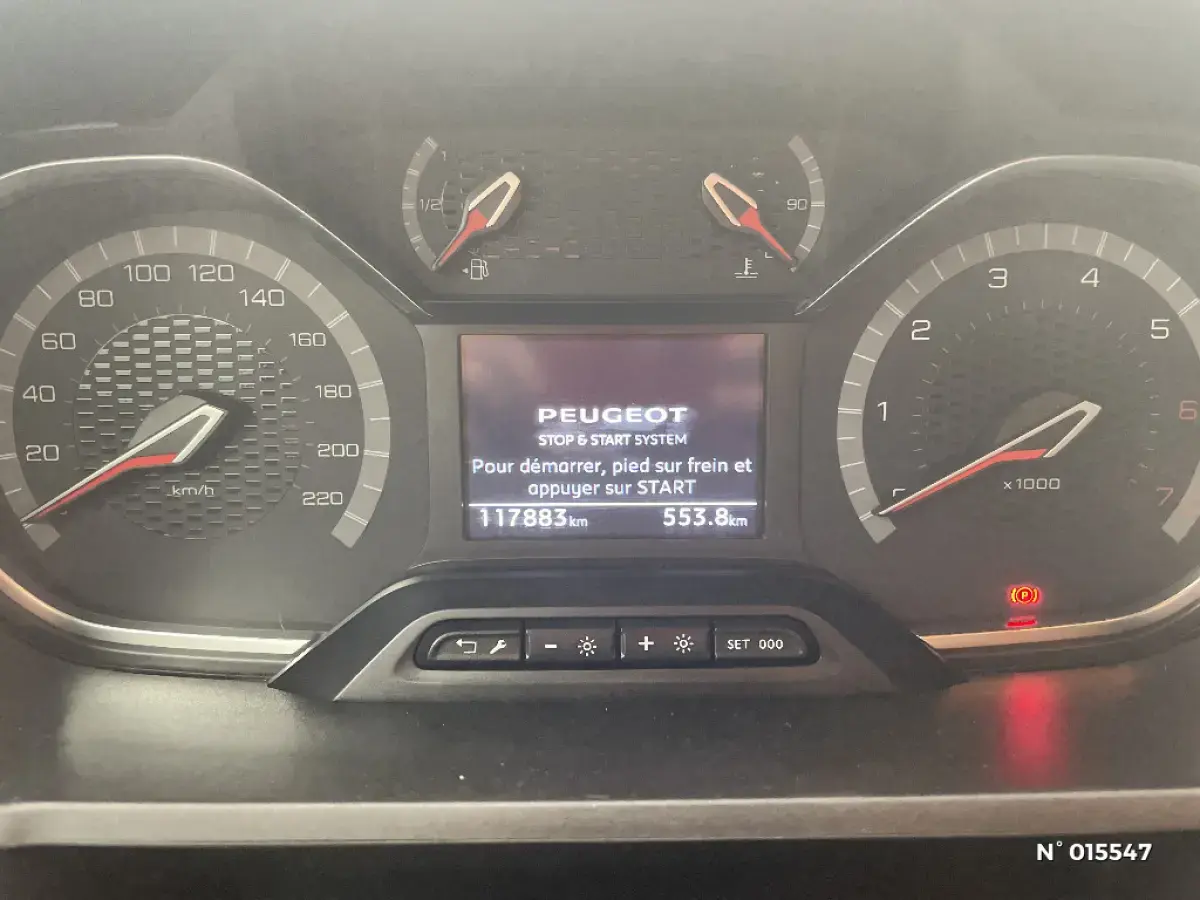 1
1/2
90
100 120
80 140
60 160
40 180
20 200
220
km/h
PEUGEOT
STOP & START SYSTEM
Pour démarrer, pied sur frein et
appuyer sur START
117883km 553.8km
3 4
2 5
1 6
7
x1000
P
- + SET 000
N° 015547